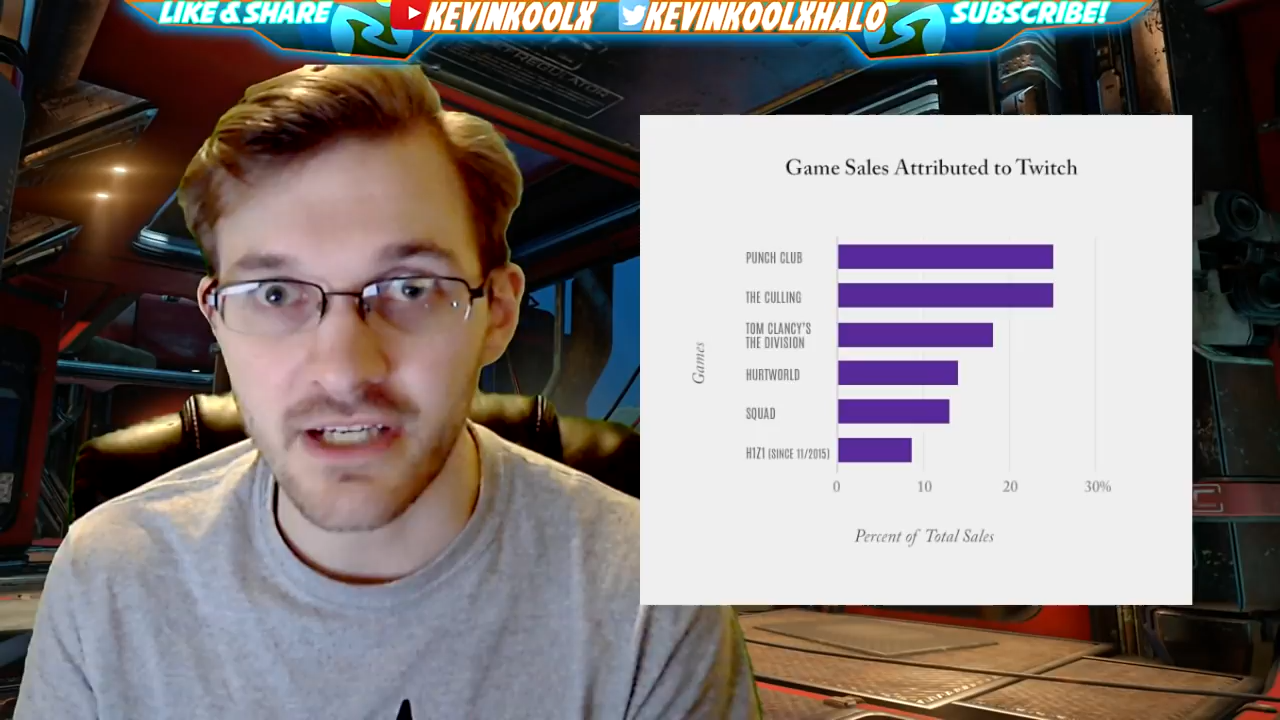 LIKE & SHARE KEVINKOOLX KEVINKOOLXHALO SUBSCRIBE!
REGULATOR
Game Sales Attributed to Twitch
PUNCH CLUB
THE CULLING
TOM CLANCY'S
THE DIVISION
HURTWORLD
SQUAD
H1Z1 (SINCE 11/2015)
Games
0 10 20 30%
Percent of Total Sales